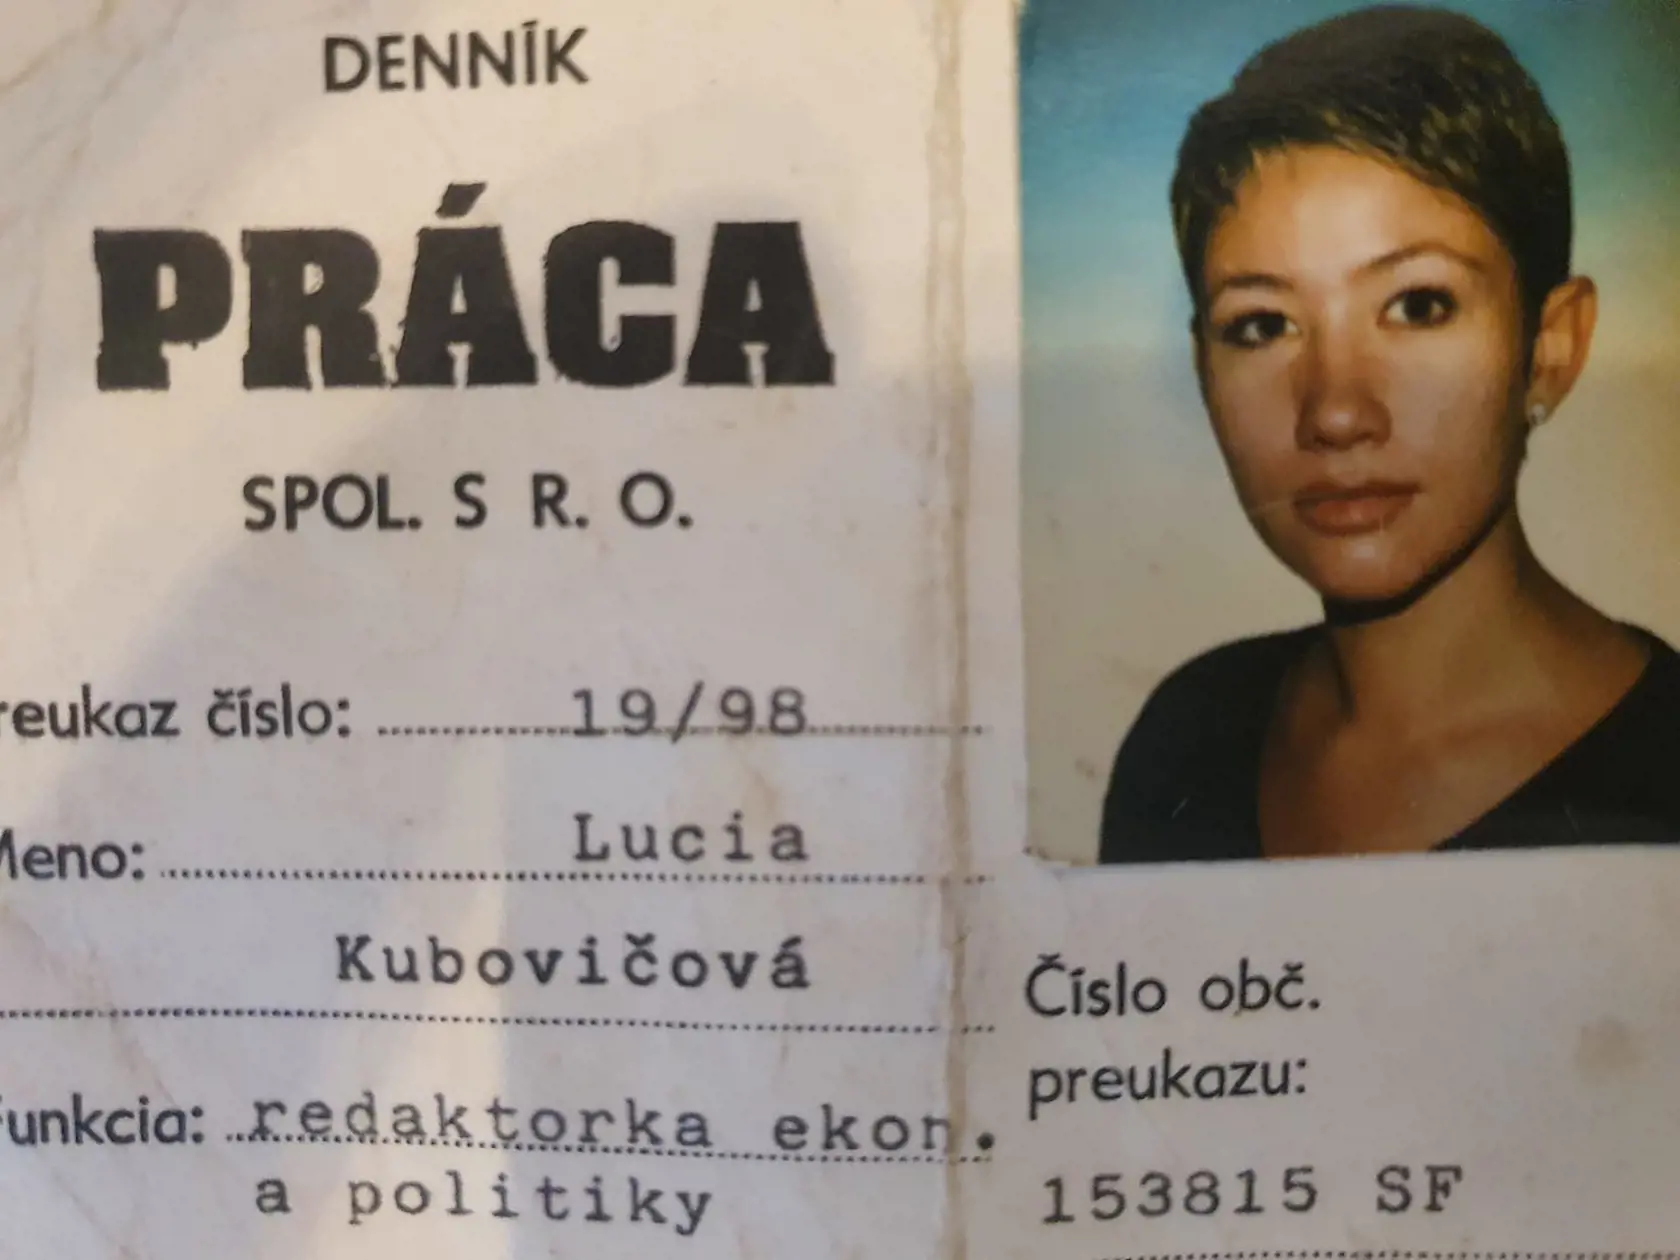 DENNÍK
PRÁCA
SPOL. S R. O.
reukaz číslo: 19/98
Meno: Lucia
Kubovičová
Funkcia: redaktorka ekon.
a politiky
Číslo obč.
preukazu:
153815 SF